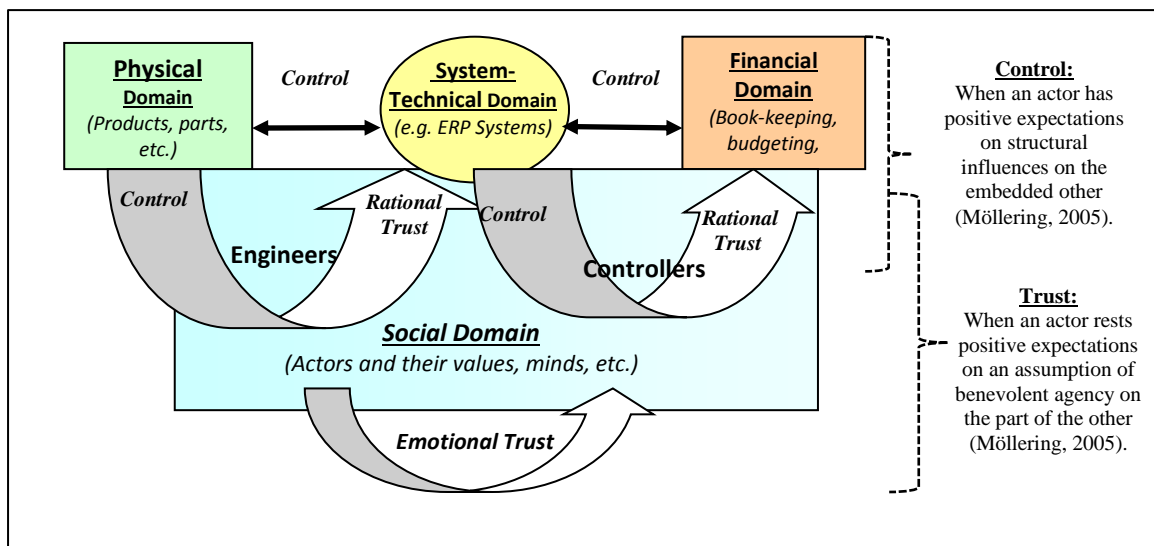 Physical
Domain
(Products, parts,
etc.)
Control
System-
Technical Domain
(e.g. ERP Systems)
Control
Financial
Domain
(Book-keeping,
budgeting,
Control
Rational
Trust
Engineers
Control
Rational
Trust
Controllers
Social Domain
(Actors and their values, minds, etc.)
Emotional Trust
Control:
When an actor has
positive expectations
on structural
influences on the
embedded other
(Möllering, 2005).
Trust:
When an actor rests
positive expectations
on an assumption of
benevolent agency on
the part of the other
(Möllering, 2005).